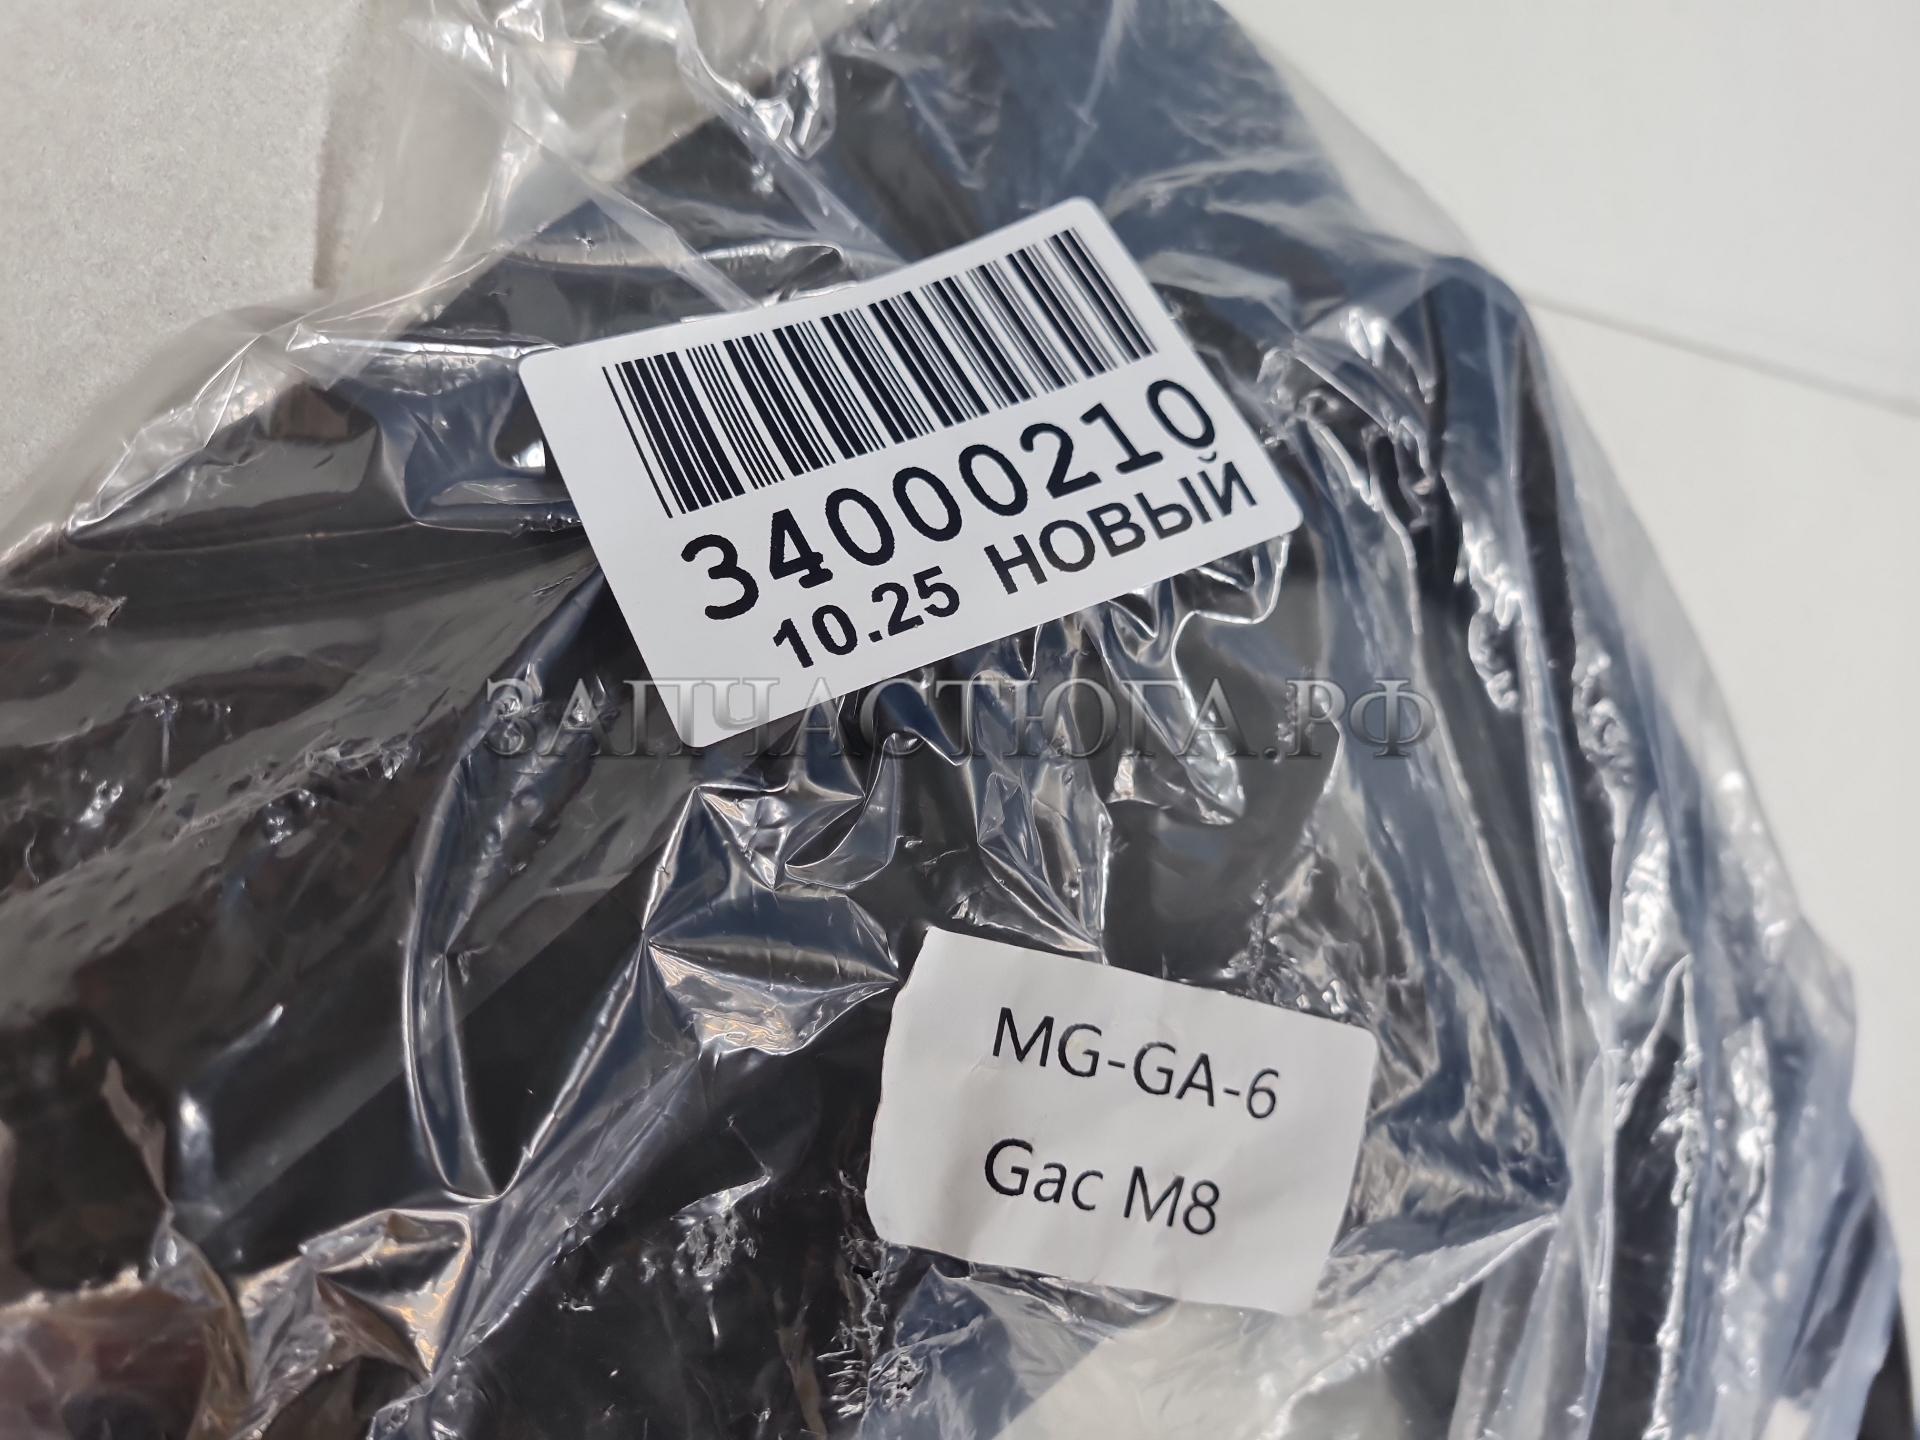 34000210
10.25 НОВЫЙ
ЗАПЧАСТЮГА.РФ
MG-GA-6
Gac M8